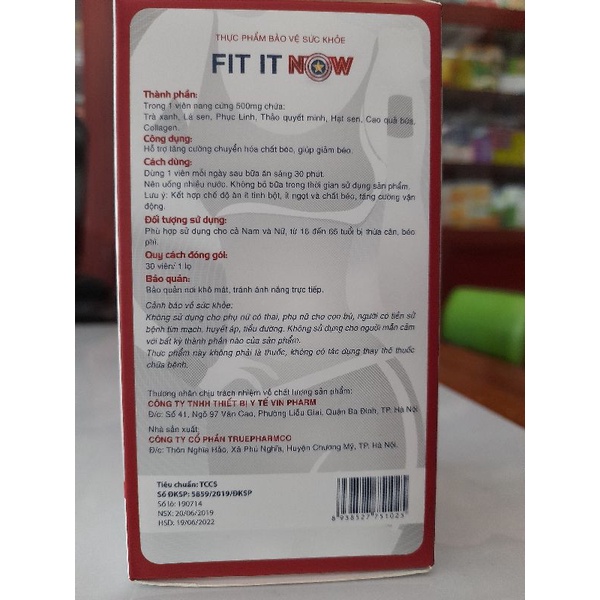 THỰC PHẨM BẢO VỆ SỨC KHỎE
FIT IT NOW
Thành phần:
Trong 1 viên nang cứng 500mg chứa:
Trà xanh, Lá sen, Phục Linh, Thảo quyết minh, Hạt sen, Cao quả bứa,
Collagen.
Công dụng:
Hỗ trợ tăng cường chuyển hóa chất béo, giúp giảm béo.
Cách dùng:
Dùng 1 viên mỗi ngày sau bữa ăn sáng 30 phút.
Nên uống nhiều nước. Không bỏ bữa trong thời gian sử dụng sản phẩm.
Lưu ý: Kết hợp chế độ ăn ít tinh bột, ít ngọt và chất béo, tăng cường vận
động.
Đối tượng sử dụng:
Phù hợp sử dụng cho cả Nam và Nữ, từ 16 đến 65 tuổi bị thừa cân, béo
phì.
Quy cách đóng gói:
30 viên/ 1 lọ
Bảo quản:
Bảo quản nơi khô mát, tránh ánh nắng trực tiếp.
Cảnh báo về sức khỏe:
Không sử dụng cho phụ nữ có thai, phụ nữ cho con bú, người có tiền sử
bệnh tim mạch, huyết áp, tiểu đường. Không sử dụng cho người mẫn cảm
với bất kỳ thành phần nào của sản phẩm.
Thực phẩm này không phải là thuốc, không có tác dụng thay thế thuốc
chữa bệnh.
Thương nhân chịu trách nhiệm về chất lượng sản phẩm:
CÔNG TY TNHH THIẾT BỊ Y TẾ VIN PHARM
Đ/c: Số 41, Ngõ 97 Văn Cao, Phường Liễu Giai, Quận Ba Đình, TP. Hà Nội
Nhà sản xuất:
CÔNG TY CỔ PHẦN TRUEPHARMCO
Đ/c: Thôn Nghĩa Hảo, Xã Phú Nghĩa, Huyện Chương Mỹ, TP. Hà Nội.
Tiêu chuẩn: TCCS
Số ĐKSP: 5859/2019/ĐKSP
Số lô: 190714
NSX: 20/06/2019
HSD: 19/06/2022
8 938527 751023